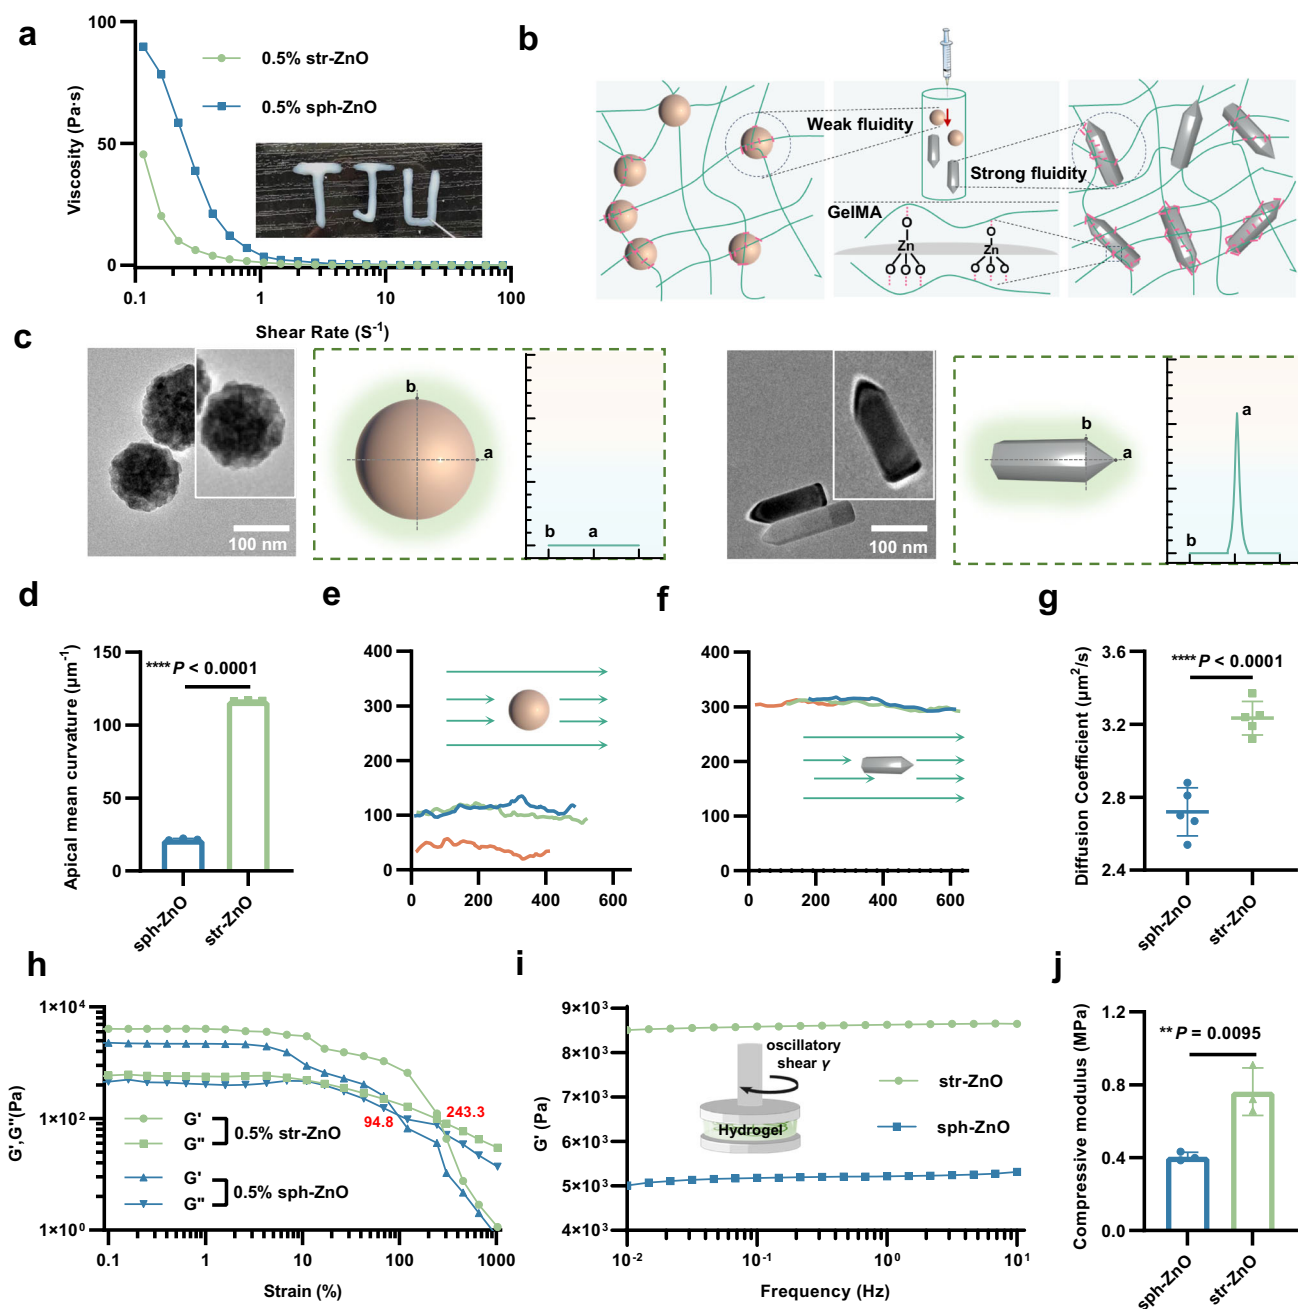 a
100
50
0
Viscosity (Pa·s)
0.5% str-ZnO
0.5% sph-ZnO
TJU
0.1
1
10
100
Shear Rate (S⁻¹)
b
Weak fluidity
Strong fluidity
GelMA
O
Zn
O O O
O
Zn
O O O
c
100 nm
b
a
b
a
100 nm
b
a
a
b
d
Apical mean curvature (μm⁻¹)
150
100
50
0
**** P < 0.0001
sph-ZnO
str-ZnO
e
400
300
200
100
0
0
200
400
600
f
400
300
200
100
0
0
200
400
600
g
Diffusion Coefficient (μm²/s)
3.6
3.2
2.8
2.4
**** P < 0.0001
sph-ZnO
str-ZnO
h
G',G''(Pa)
1×10⁴
1×10²
1×10⁰
94.8
243.3
G'
G''
0.5% str-ZnO
G'
G''
0.5% sph-ZnO
0.1
1
10
100
1000
Strain (%)
i
G' (Pa)
9×10³
8×10³
7×10³
6×10³
5×10³
4×10³
oscillatory
shear γ
Hydrogel
str-ZnO
sph-ZnO
10⁻²
10⁻¹
10⁰
10¹
Frequency (Hz)
j
Compressive modulus (MPa)
1.2
0.8
0.4
0.0
** P = 0.0095
sph-ZnO
str-ZnO